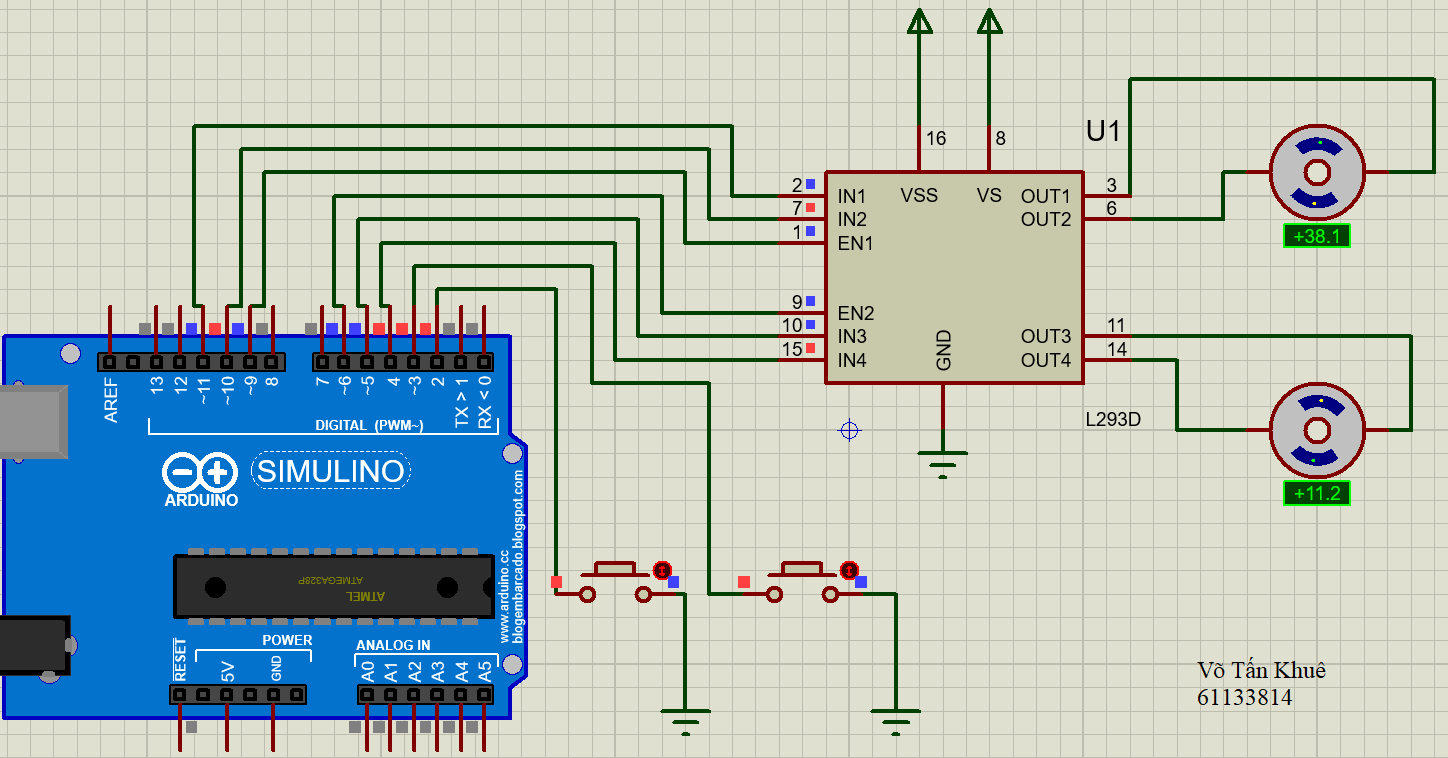 16
8
U1
2
7
1
9
10
15
IN1
IN2
EN1
EN2
IN3
IN4
VSS
VS
GND
OUT1
OUT2
OUT3
OUT4
3
6
11
14
L293D
+38.1
+11.2
AREF
13
12
~11
~10
~9
8
7
~6
~5
4
~3
2
TX > 1
RX < 0
DIGITAL (PWM~)
SIMULINO
ARDUINO
www.arduino.cc
blogembarcado.blogspot.com
ATMEGA328P
ATMEL
RESET
5V
GND
POWER
ANALOG IN
A0
A1
A2
A3
A4
A5
Võ Tấn Khuê
61133814